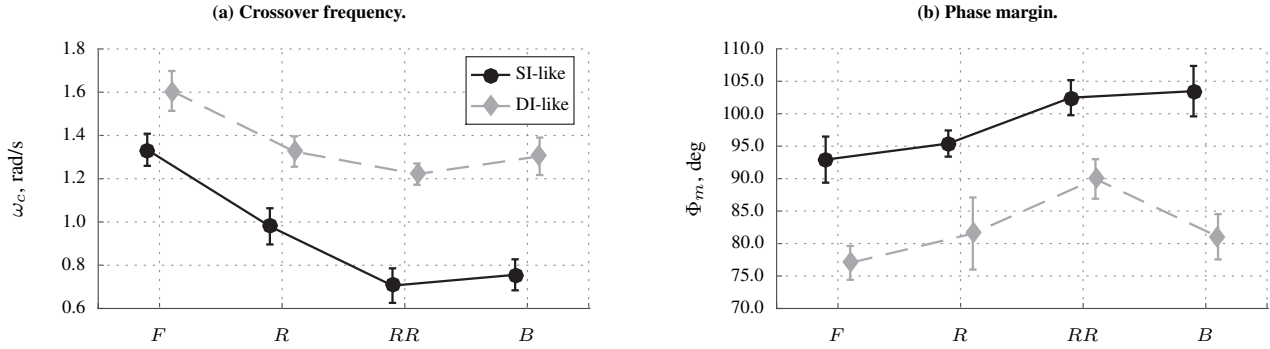 (a) Crossover frequency.
1.8
1.6
1.4
1.2
1.0
0.8
0.6
ω_c, rad/s
F R RR B
SI-like
DI-like
(b) Phase margin.
110.0
105.0
100.0
95.0
90.0
85.0
80.0
75.0
70.0
Φ_m, deg
F R RR B